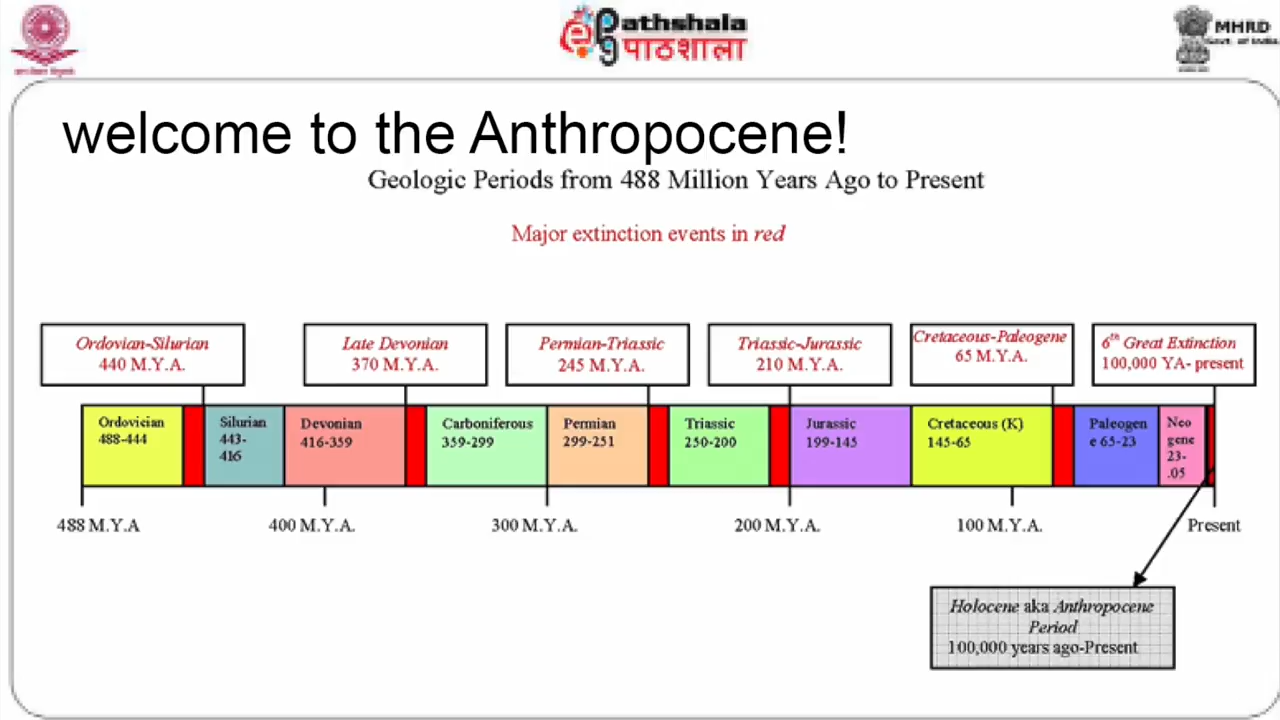 Pathshala
पाठशाला
MHRD
Govt. of India
welcome to the Anthropocene!
Geologic Periods from 488 Million Years Ago to Present
Major extinction events in red
Ordovian-Silurian
440 M.Y.A.
Late Devonian
370 M.Y.A.
Permian-Triassic
245 M.Y.A.
Triassic-Jurassic
210 M.Y.A.
Cretaceous-Paleogene
65 M.Y.A.
6th Great Extinction
100,000 YA- present
Ordovician
488-444
Silurian
443-
416
Devonian
416-359
Carboniferous
359-299
Permian
299-251
Triassic
250-200
Jurassic
199-145
Cretaceous (K)
145-65
Paleogen
e 65-23
Neo
gene
23-
.05
488 M.Y.A
400 M.Y.A.
300 M.Y.A.
200 M.Y.A.
100 M.Y.A.
Present
Holocene aka Anthropocene
Period
100,000 years ago-Present